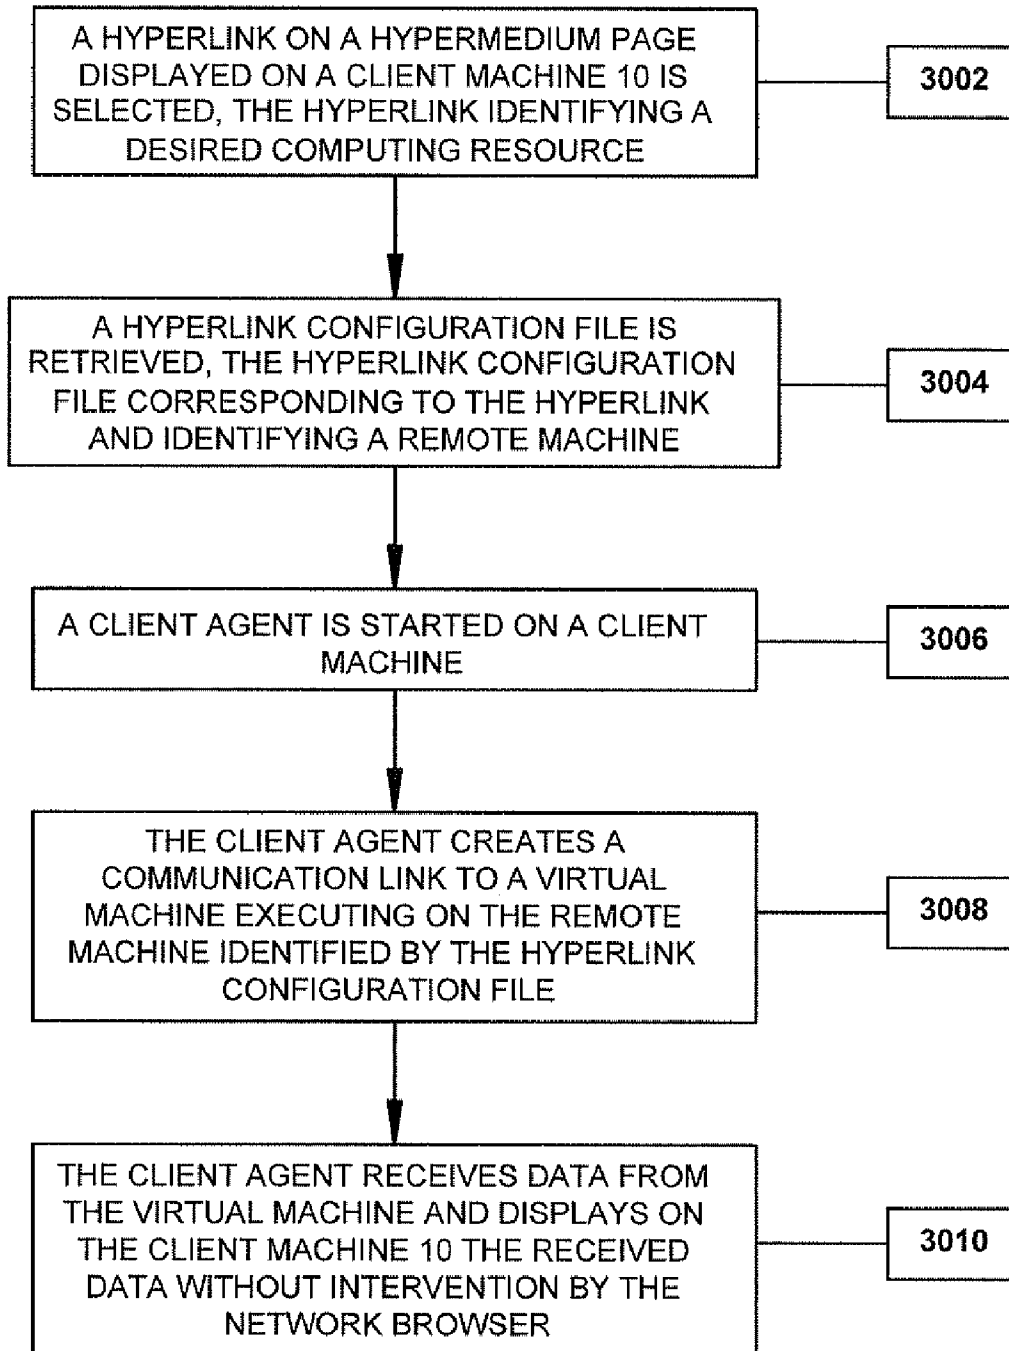 A HYPERLINK ON A HYPERMEDIUM PAGE
DISPLAYED ON A CLIENT MACHINE 10 IS
SELECTED, THE HYPERLINK IDENTIFYING A
DESIRED COMPUTING RESOURCE
3002
A HYPERLINK CONFIGURATION FILE IS
RETRIEVED, THE HYPERLINK CONFIGURATION
FILE CORRESPONDING TO THE HYPERLINK
AND IDENTIFYING A REMOTE MACHINE
3004
A CLIENT AGENT IS STARTED ON A CLIENT
MACHINE
3006
THE CLIENT AGENT CREATES A
COMMUNICATION LINK TO A VIRTUAL
MACHINE EXECUTING ON THE REMOTE
MACHINE IDENTIFIED BY THE HYPERLINK
CONFIGURATION FILE
3008
THE CLIENT AGENT RECEIVES DATA FROM
THE VIRTUAL MACHINE AND DISPLAYS ON
THE CLIENT MACHINE 10 THE RECEIVED
DATA WITHOUT INTERVENTION BY THE
NETWORK BROWSER
3010